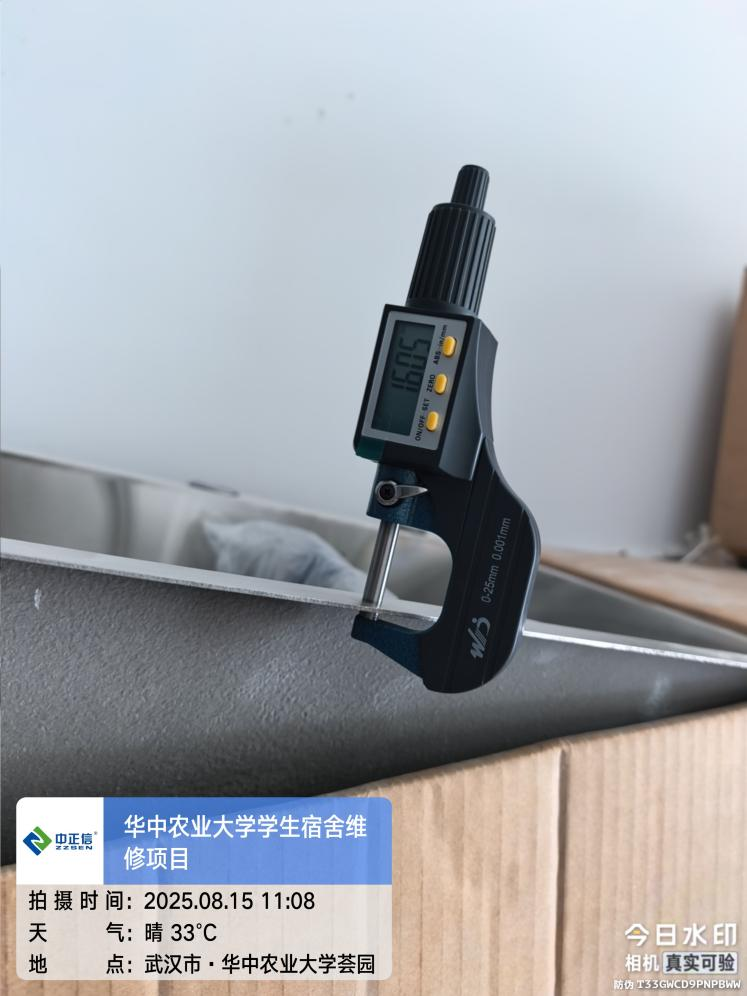 1.605
ABS in/mm
ZERO
ON/OFF SET
0-25mm 0.001mm
中正信®
ZZSEN
华中农业大学学生宿舍维
修项目
拍摄时间：2025.08.15 11:08
天气：晴 33℃
地点：武汉市·华中农业大学荟园
今日水印
相机 真实可验
防伪 T33GWCD9PNPBWW